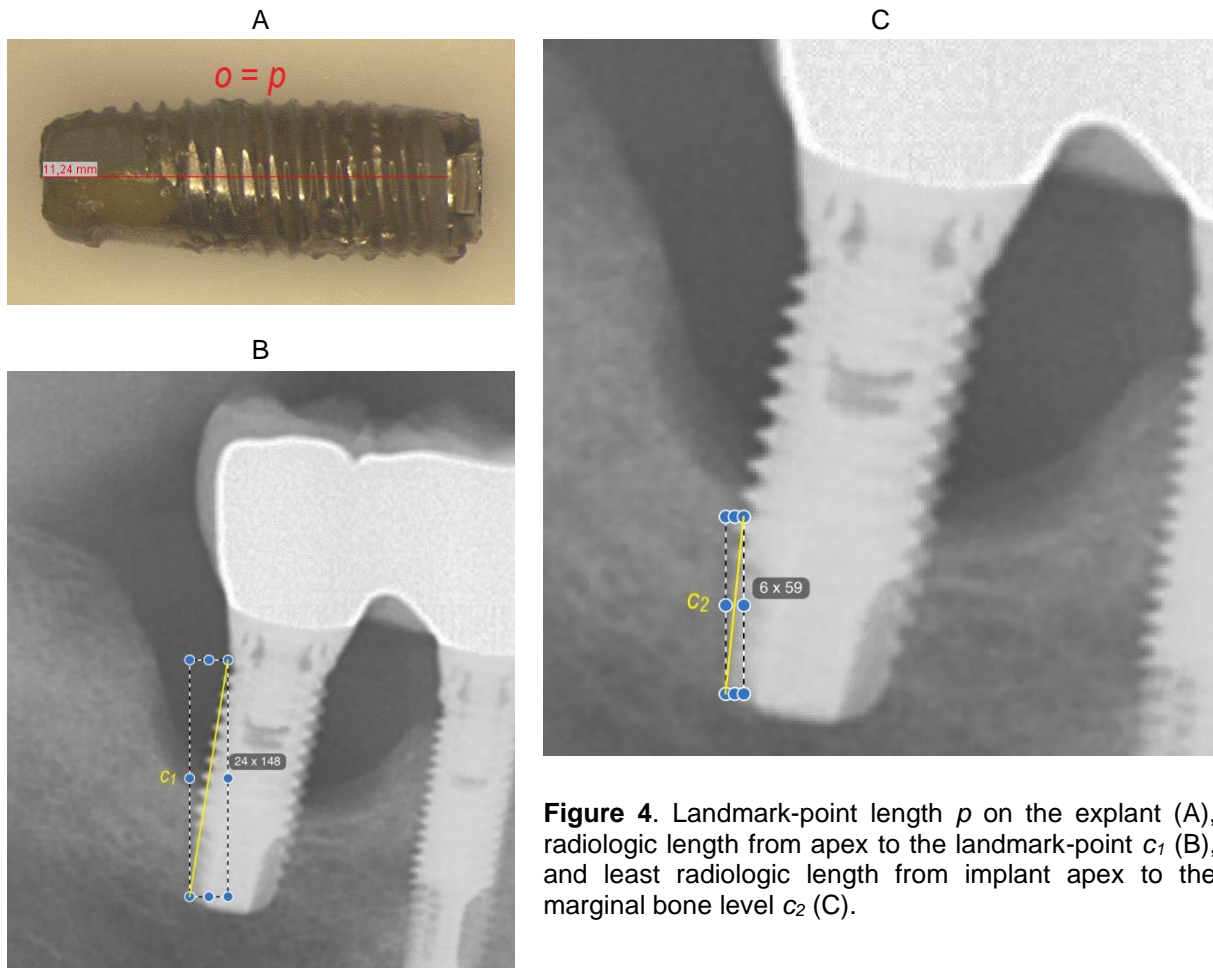 A
o = p
11,24 mm
B
c1
24 x 148
C
c2
6 x 59
Figure 4. Landmark-point length p on the explant (A),
radiologic length from apex to the landmark-point c1 (B),
and least radiologic length from implant apex to the
marginal bone level c2 (C).